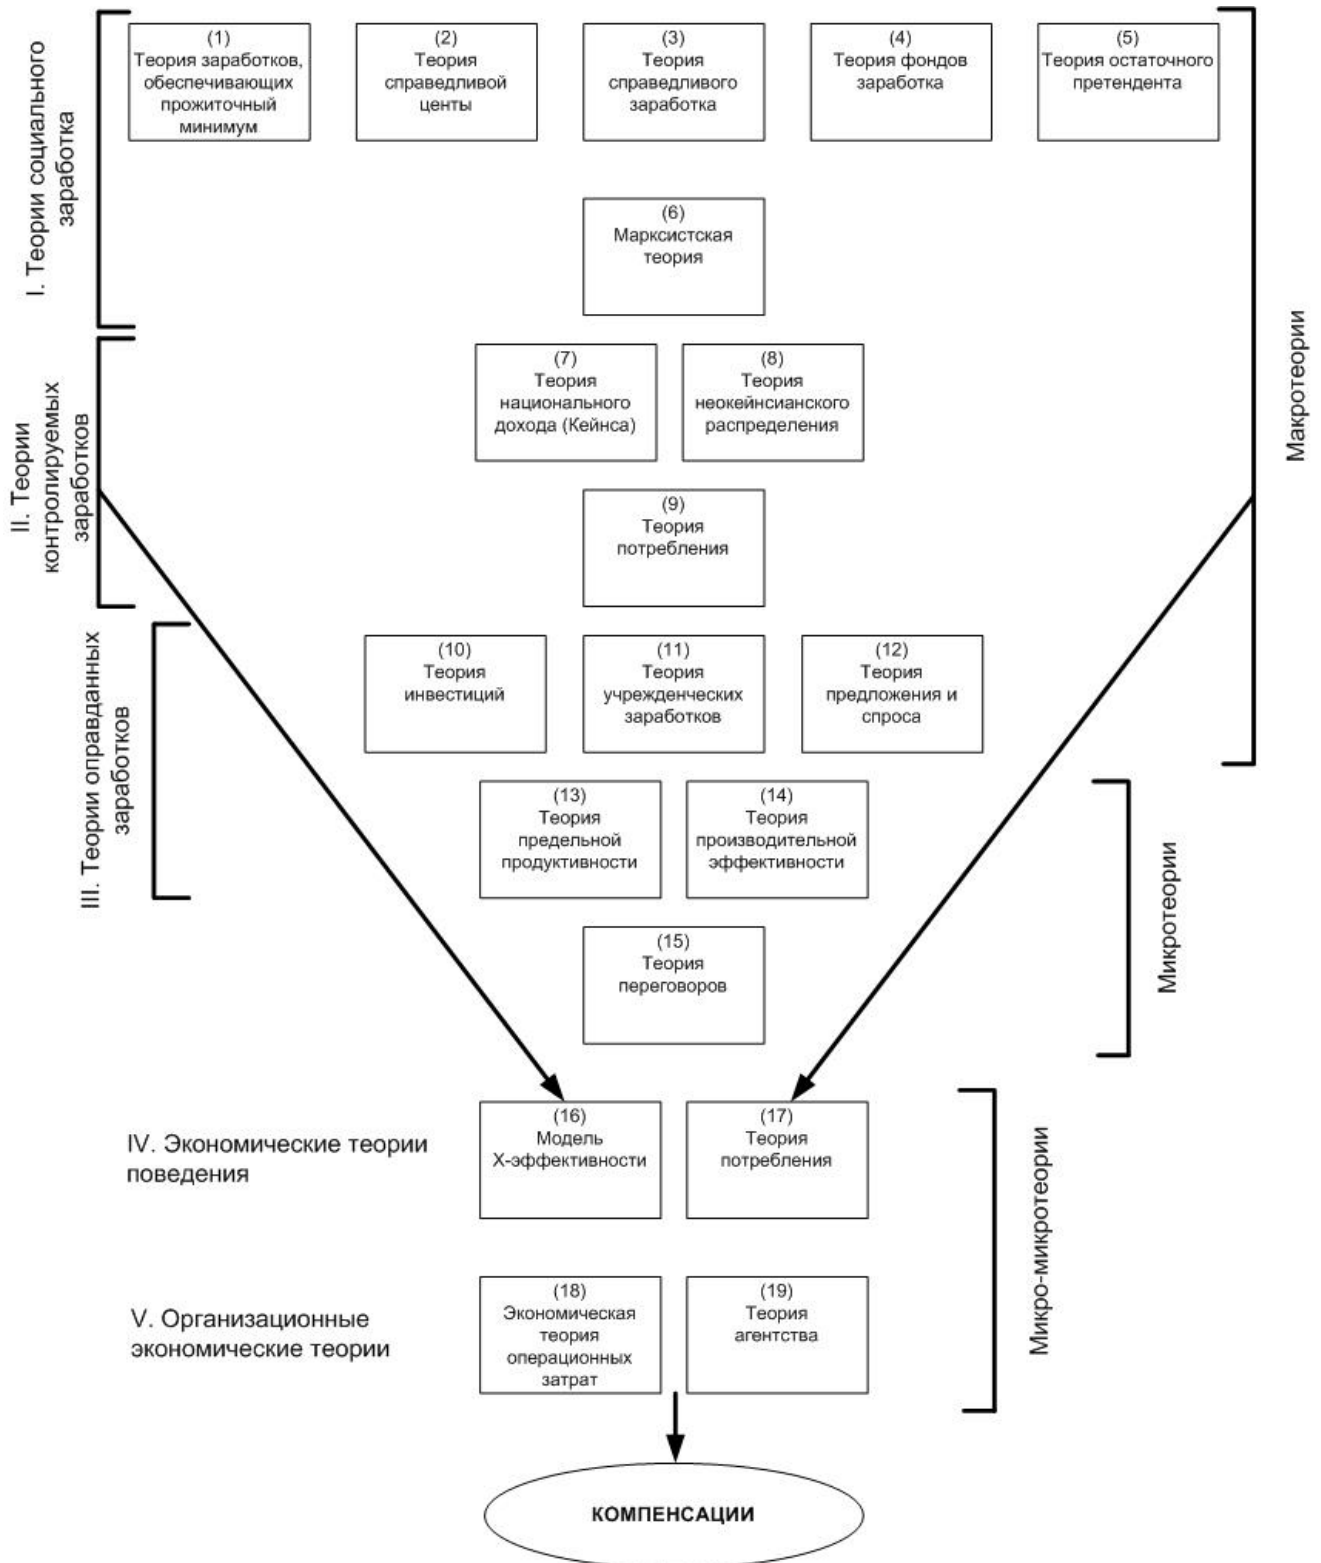 I. Теории социального
заработка
(1)
Теория заработков,
обеспечивающих
прожиточный
минимум
(2)
Теория
справедливой
центы
(3)
Теория
справедливого
заработка
(4)
Теория фондов
заработка
(5)
Теория остаточного
претендента
(6)
Марксистская
теория
Макротеории
II. Теории
контролируемых
заработков
(7)
Теория
национального
дохода (Кейнса)
(8)
Теория
неокейнсианского
распределения
(9)
Теория
потребления
III. Теории оправданных
заработков
(10)
Теория
инвестиций
(11)
Теория
учрежденческих
заработков
(12)
Теория
предложения и
спроса
(13)
Теория
предельной
продуктивности
(14)
Теория
производительной
эффективности
(15)
Теория
переговоров
Микротеории
IV. Экономические теории
поведения
(16)
Модель
Х-эффективности
(17)
Теория
потребления
Микро-микротеории
V. Организационные
экономические теории
(18)
Экономическая
теория
операционных
затрат
(19)
Теория
агентства
КОМПЕНСАЦИИ